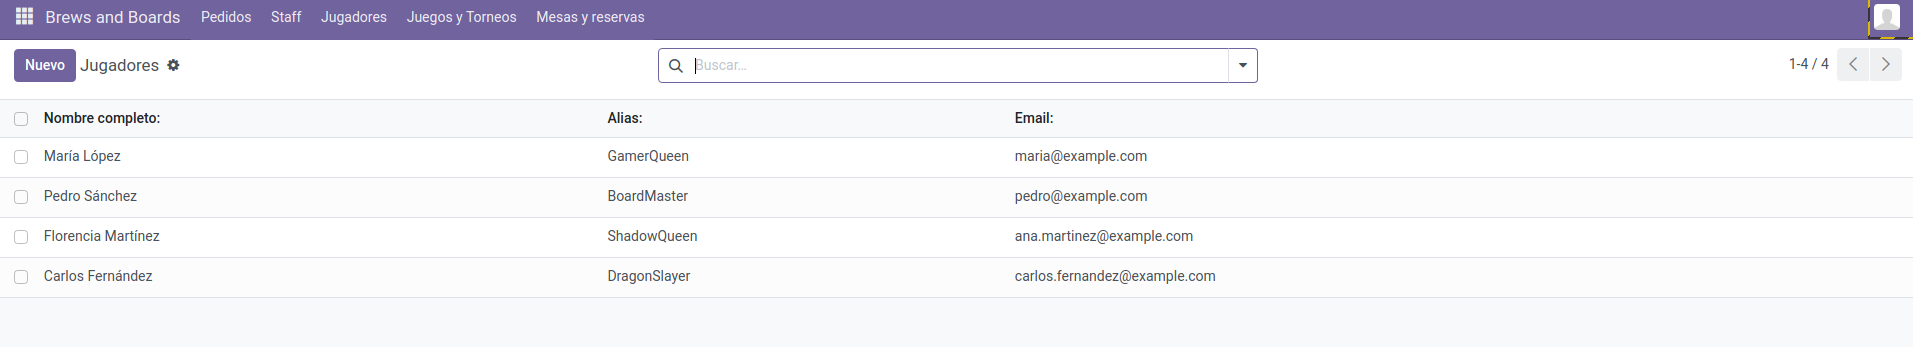 Brews and Boards Pedidos Staff Jugadores Juegos y Torneos Mesas y reservas
Nuevo Jugadores Buscar... 1-4 / 4
Nombre completo: Alias: Email:
María López GamerQueen maria@example.com
Pedro Sánchez BoardMaster pedro@example.com
Florencia Martínez ShadowQueen ana.martinez@example.com
Carlos Fernández DragonSlayer carlos.fernandez@example.com